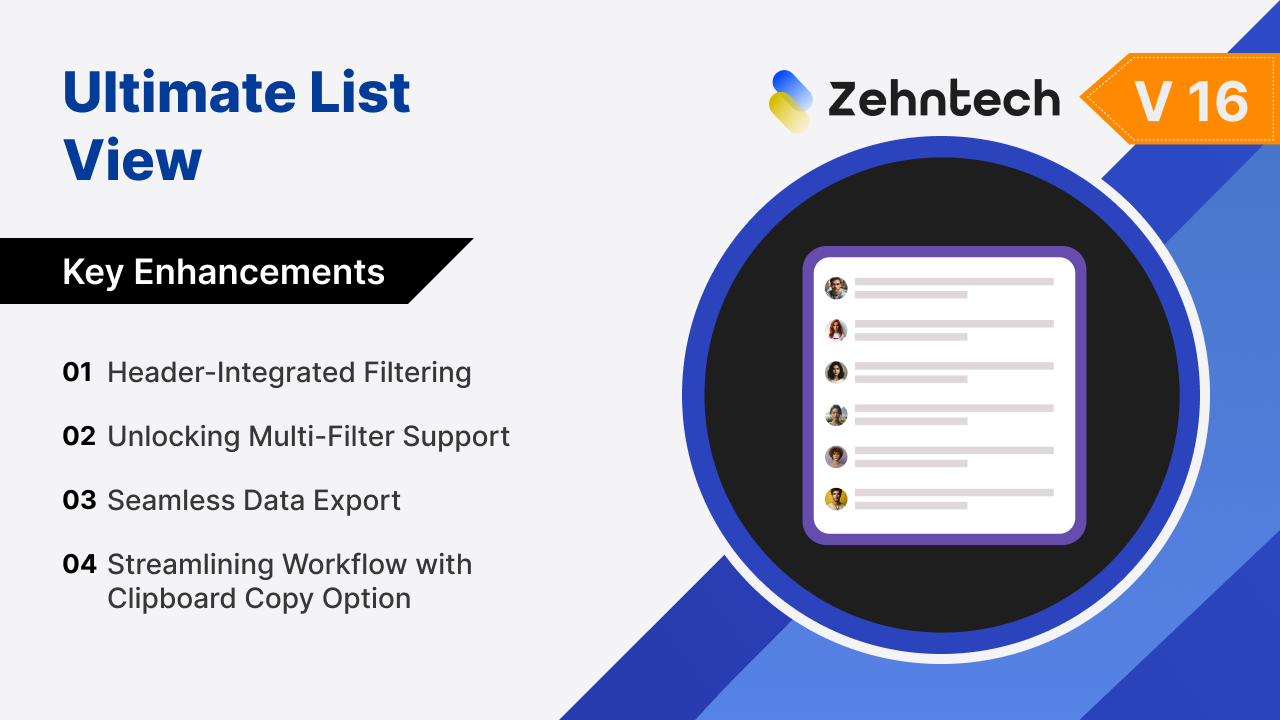 Ultimate List
View
Zehntech
V 16
Key Enhancements
01 Header-Integrated Filtering
02 Unlocking Multi-Filter Support
03 Seamless Data Export
04 Streamlining Workflow with
Clipboard Copy Option